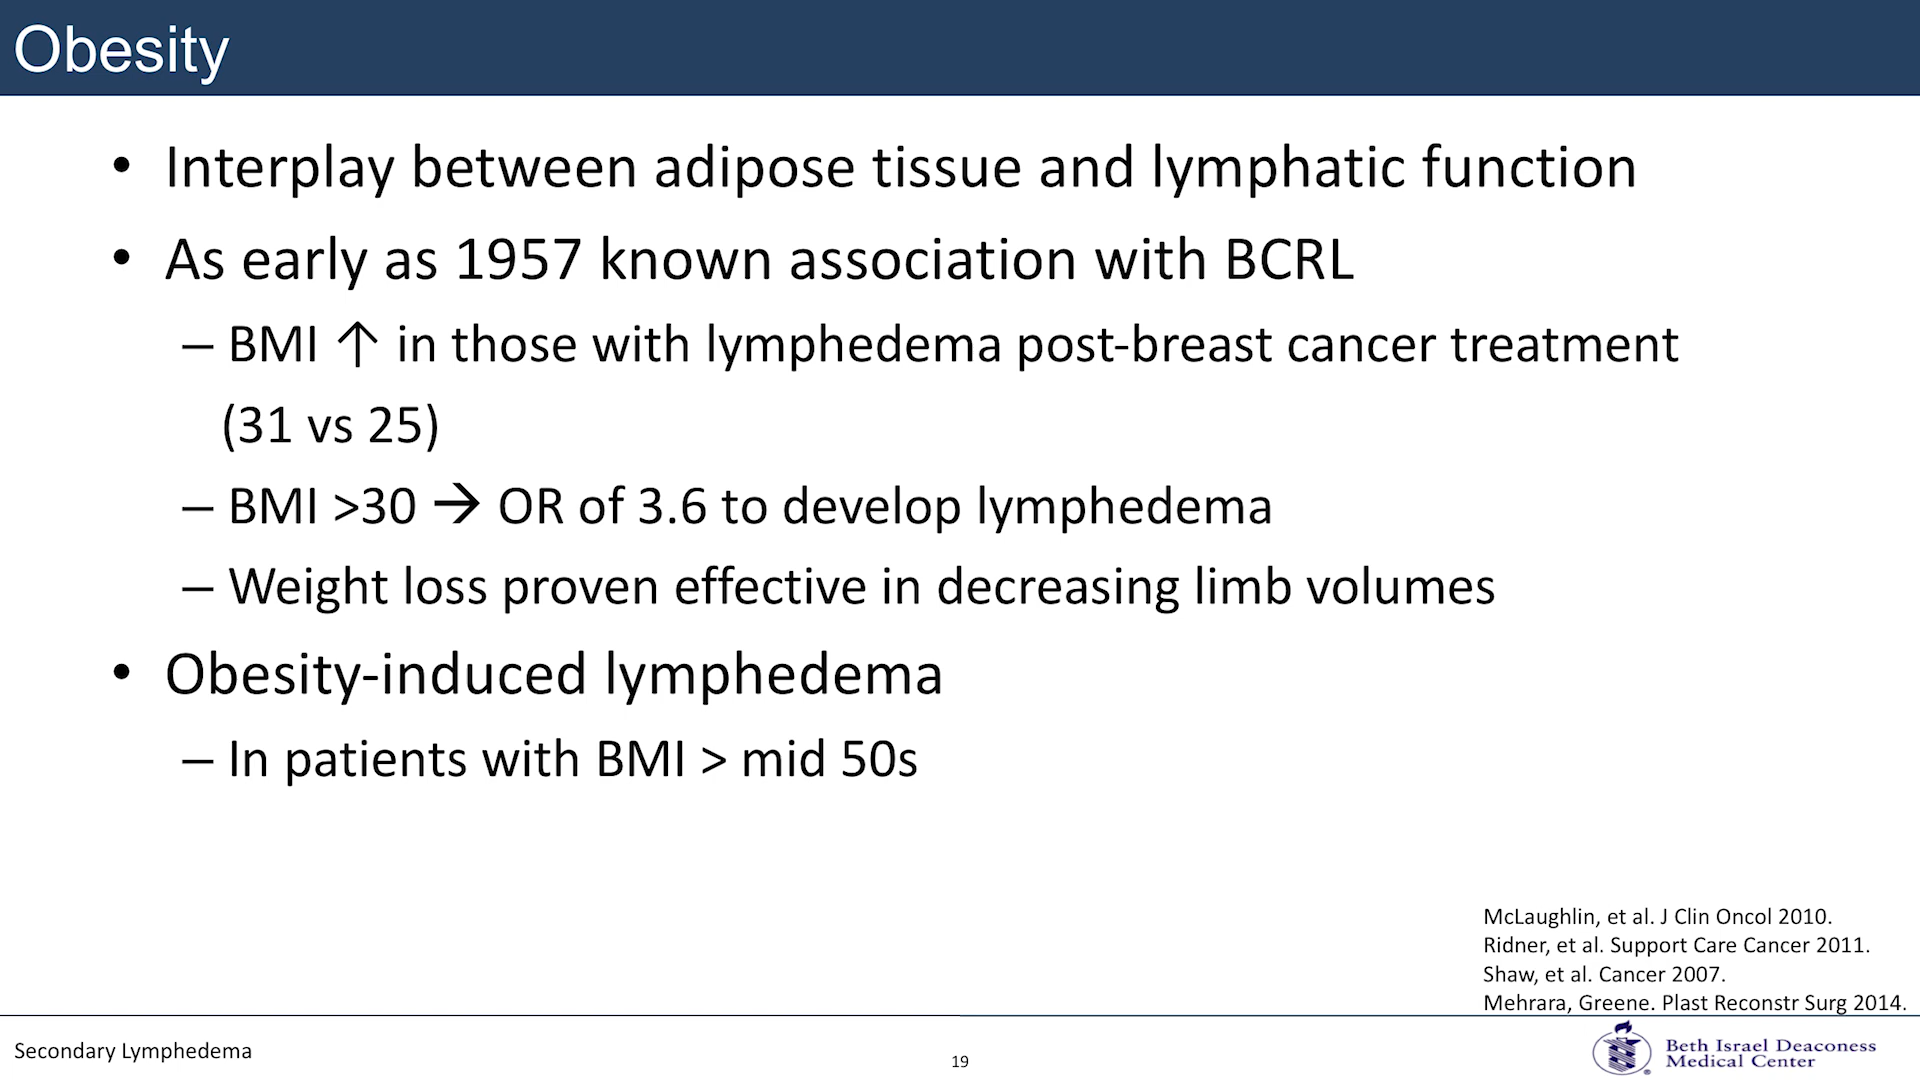 Obesity
• Interplay between adipose tissue and lymphatic function
• As early as 1957 known association with BCRL
– BMI ↑ in those with lymphedema post-breast cancer treatment
(31 vs 25)
– BMI >30 → OR of 3.6 to develop lymphedema
– Weight loss proven effective in decreasing limb volumes
• Obesity-induced lymphedema
– In patients with BMI > mid 50s
McLaughlin, et al. J Clin Oncol 2010.
Ridner, et al. Support Care Cancer 2011.
Shaw, et al. Cancer 2007.
Mehrara, Greene. Plast Reconstr Surg 2014.
Secondary Lymphedema
19
Beth Israel Deaconess
Medical Center